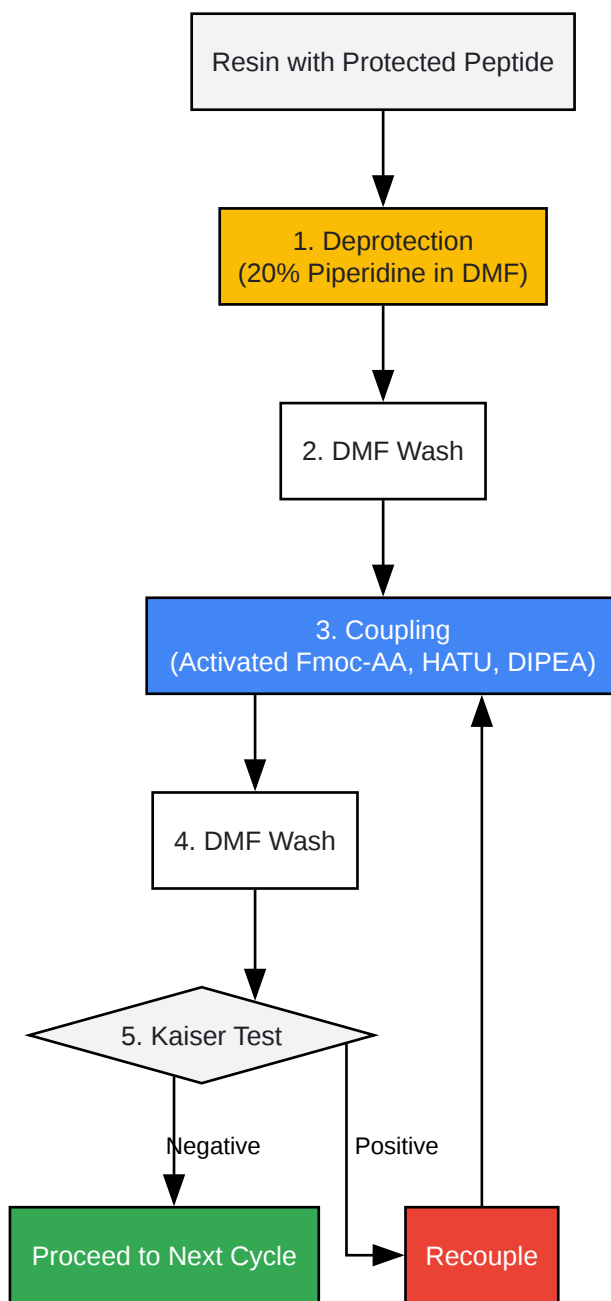 Resin with Protected Peptide
1. Deprotection
(20% Piperidine in DMF)
2. DMF Wash
3. Coupling
(Activated Fmoc-AA, HATU, DIPEA)
4. DMF Wash
5. Kaiser Test
Negative
Positive
Proceed to Next Cycle
Recouple